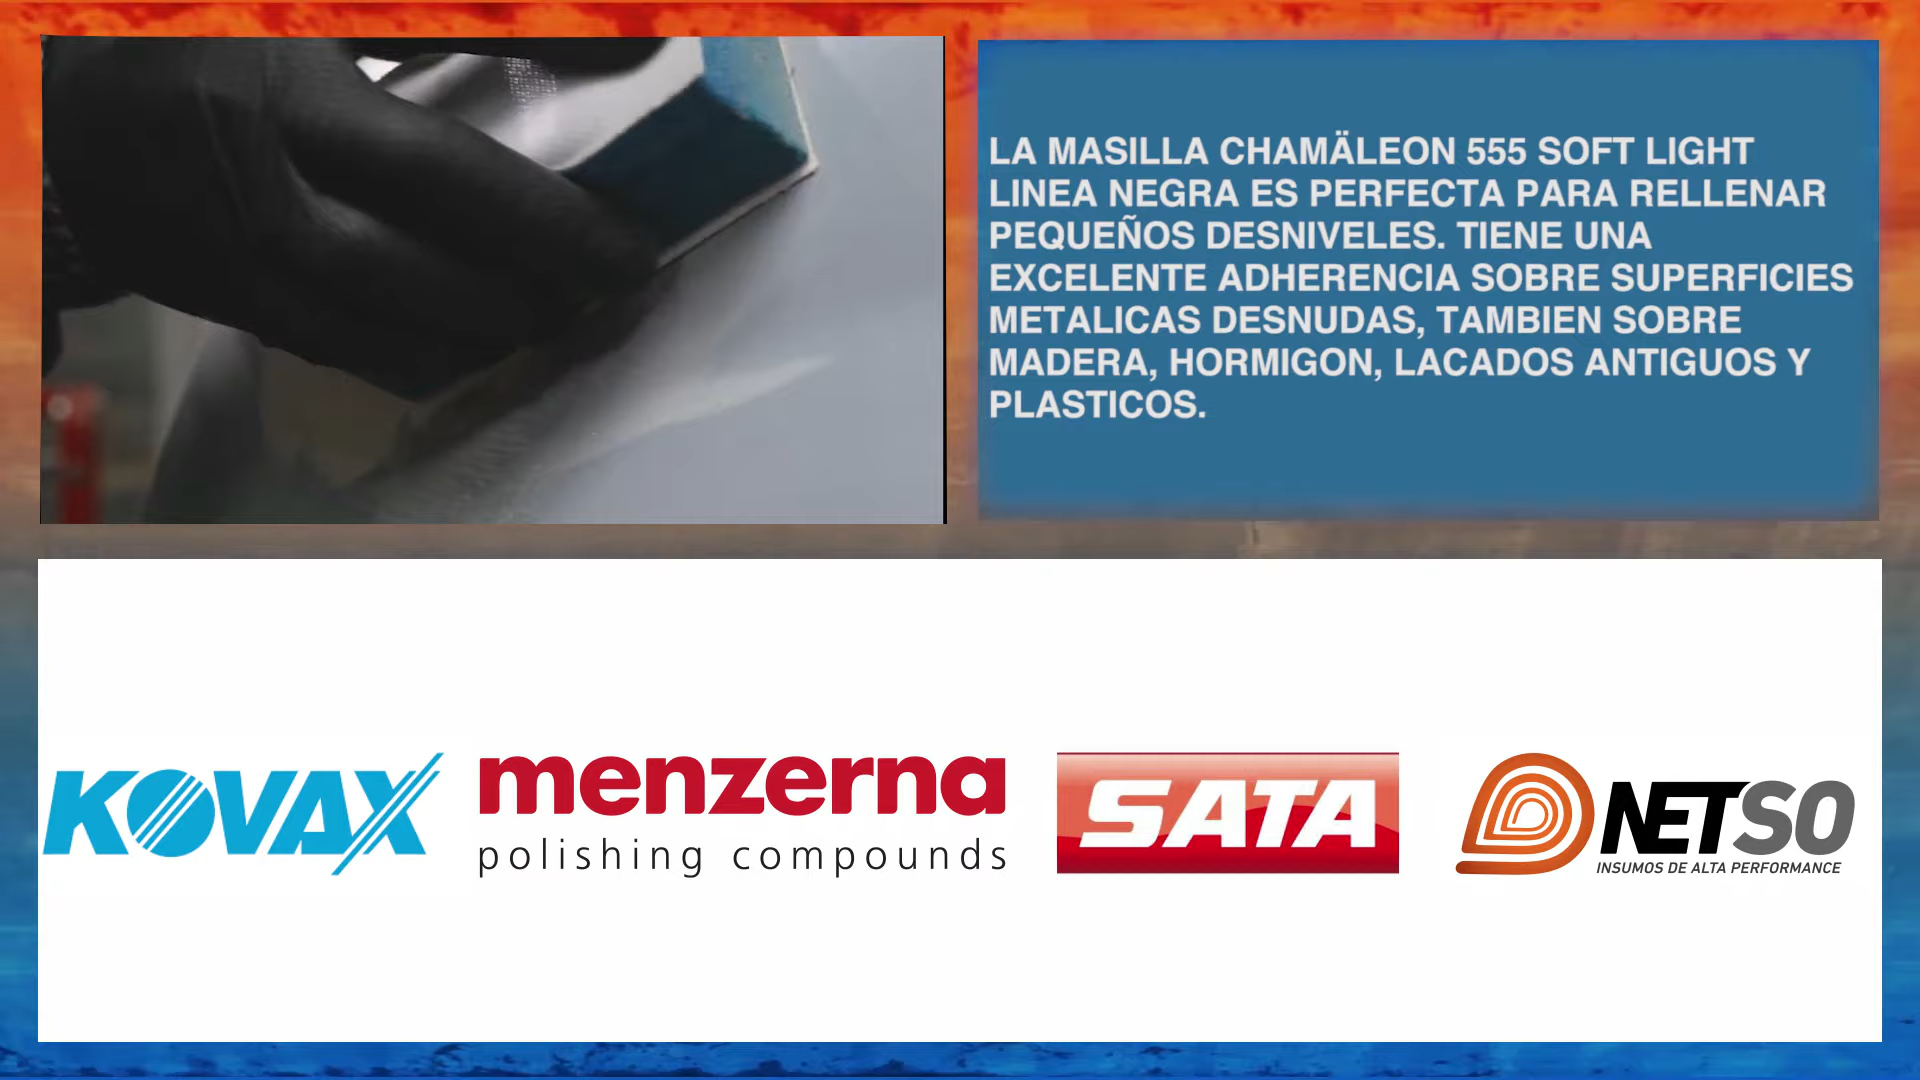 LA MASILLA CHAMÄLEON 555 SOFT LIGHT
LINEA NEGRA ES PERFECTA PARA RELLENAR
PEQUEÑOS DESNIVELES. TIENE UNA
EXCELENTE ADHERENCIA SOBRE SUPERFICIES
METALICAS DESNUDAS, TAMBIEN SOBRE
MADERA, HORMIGON, LACADOS ANTIGUOS Y
PLASTICOS.
KOVAX
menzerna
polishing compounds
SATA
NETSO
INSUMOS DE ALTA PERFORMANCE